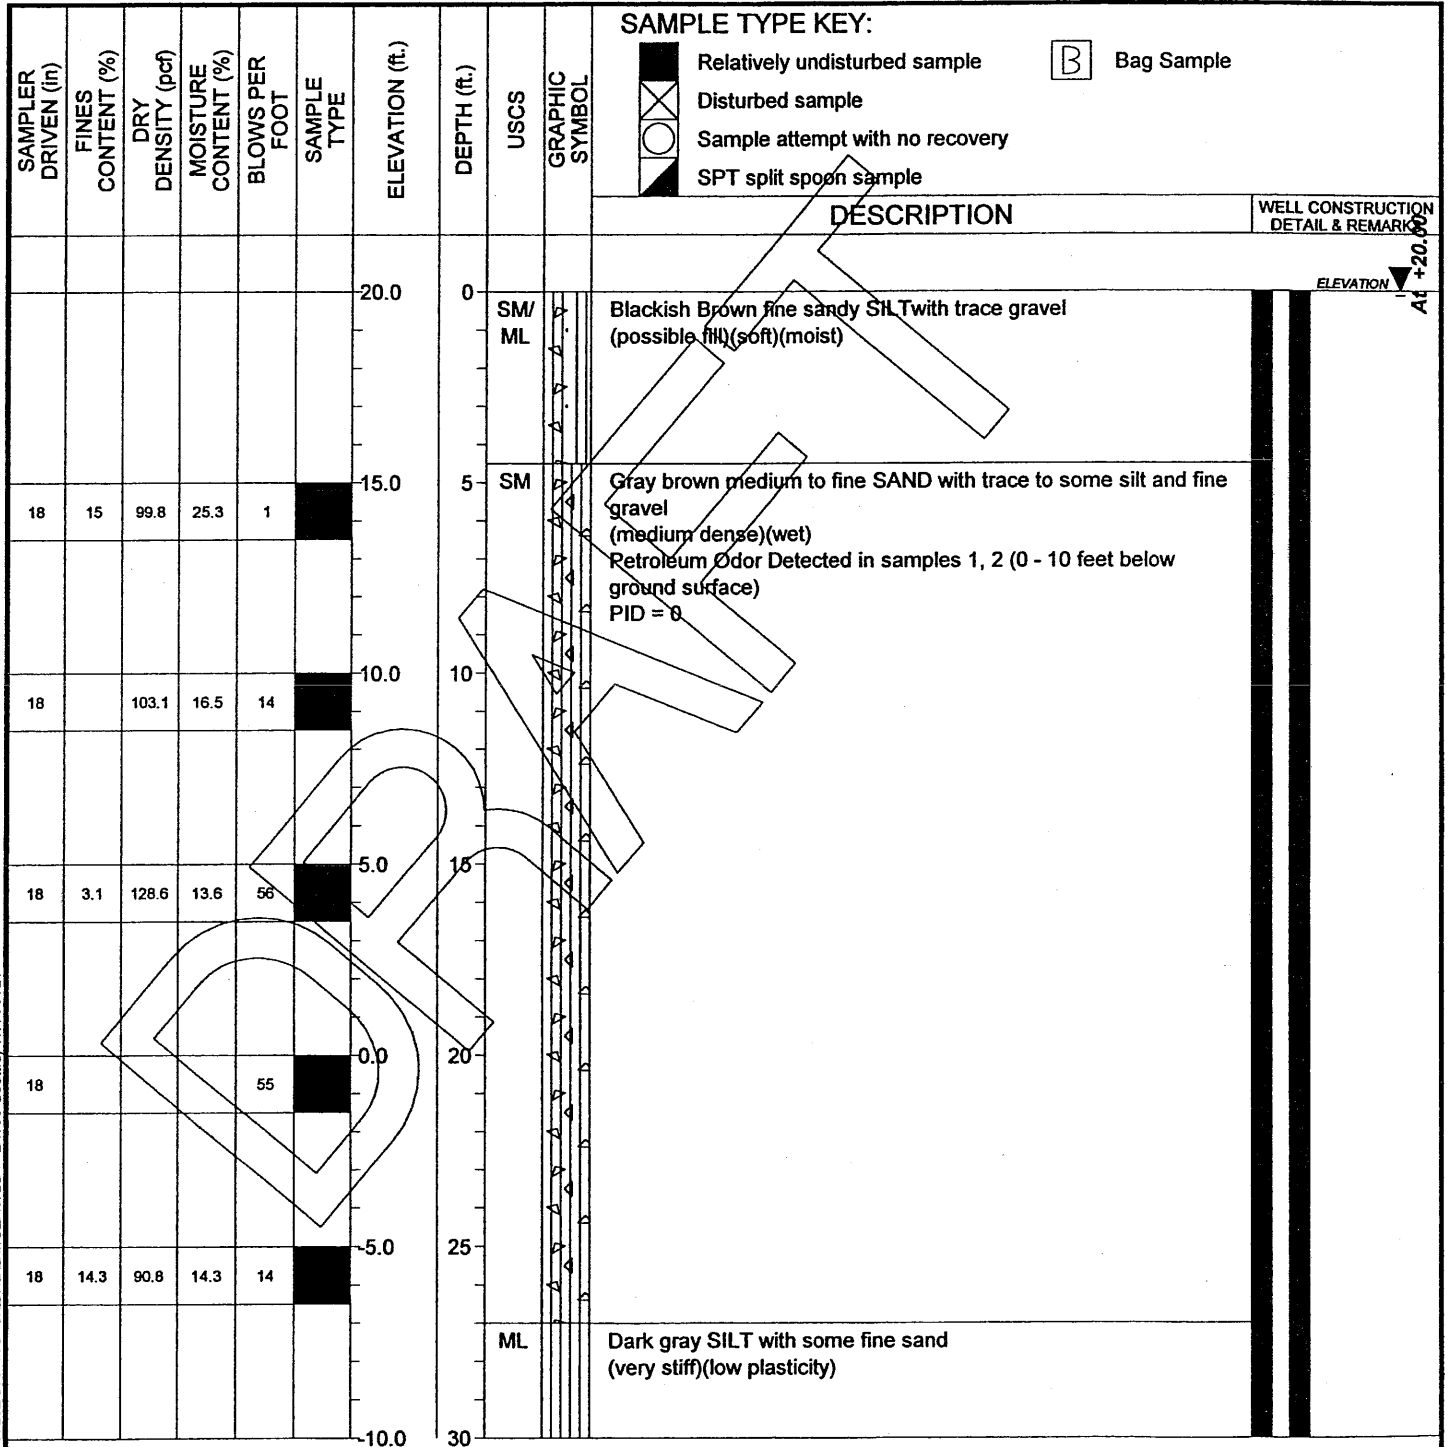 SAMPLE TYPE KEY:
Relatively undisturbed sample
B Bag Sample
Disturbed sample
Sample attempt with no recovery
SPT split spoon sample
SAMPLER DRIVEN (in)
FINES CONTENT (%)
DRY DENSITY (pcf)
MOISTURE CONTENT (%)
BLOWS PER FOOT
SAMPLE TYPE
ELEVATION (ft.)
DEPTH (ft.)
USCS
GRAPHIC SYMBOL
DESCRIPTION
WELL CONSTRUCTION
DETAIL & REMARKS
ELEVATION
At +20.00
20.0 0
SM/ Blackish Brown fine sandy SILTwith trace gravel
ML (possible fill)(soft)(moist)
15.0 5 SM Gray brown medium to fine SAND with trace to some silt and fine
gravel
18 15 99.8 25.3 1
(medium dense)(wet)
Petroleum Odor Detected in samples 1, 2 (0 - 10 feet below
ground surface)
PID = 0
10.0 10
18 103.1 16.5 14
5.0 15
18 3.1 128.6 13.6 56
0.0 20
18 55
-5.0 25
18 14.3 90.8 14.3 14
ML Dark gray SILT with some fine sand
(very stiff)(low plasticity)
-10.0 30
DRAFT